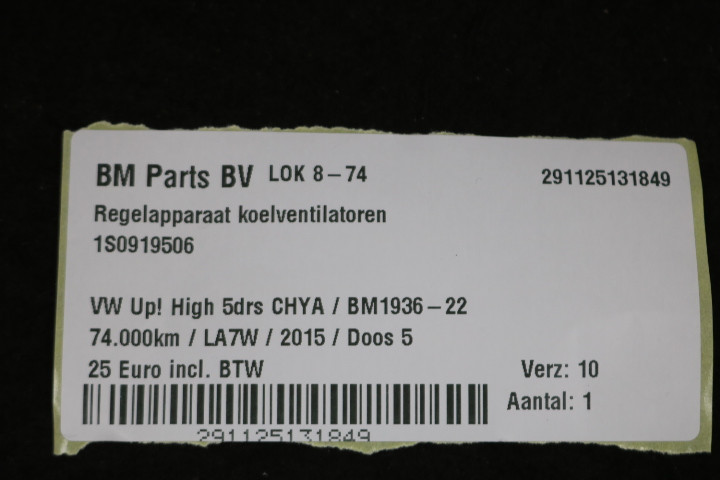 BM Parts BV LOK 8-74 291125131849
Regelapparaat koelventilatoren
1S0919506
VW Up! High 5drs CHYA / BM1936-22
74.000km / LA7W / 2015 / Doos 5
25 Euro incl. BTW Verz: 10
Aantal: 1
291125131849